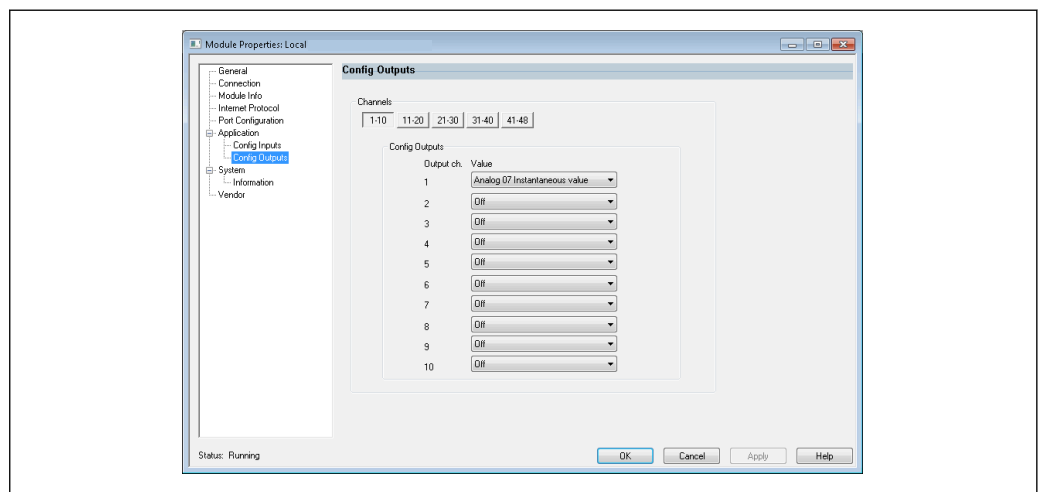 Module Properties: Local
General
Connection
Module Info
Internet Protocol
Port Configuration
Application
Config Inputs
Config Outputs
System
Information
Vendor
Config Outputs
Channels
1-10 11-20 21-30 31-40 41-48
Config Outputs
Output ch. Value
1 Analog 07 Instantaneous value
2 Off
3 Off
4 Off
5 Off
6 Off
7 Off
8 Off
9 Off
10 Off
Status: Running
OK Cancel Apply Help